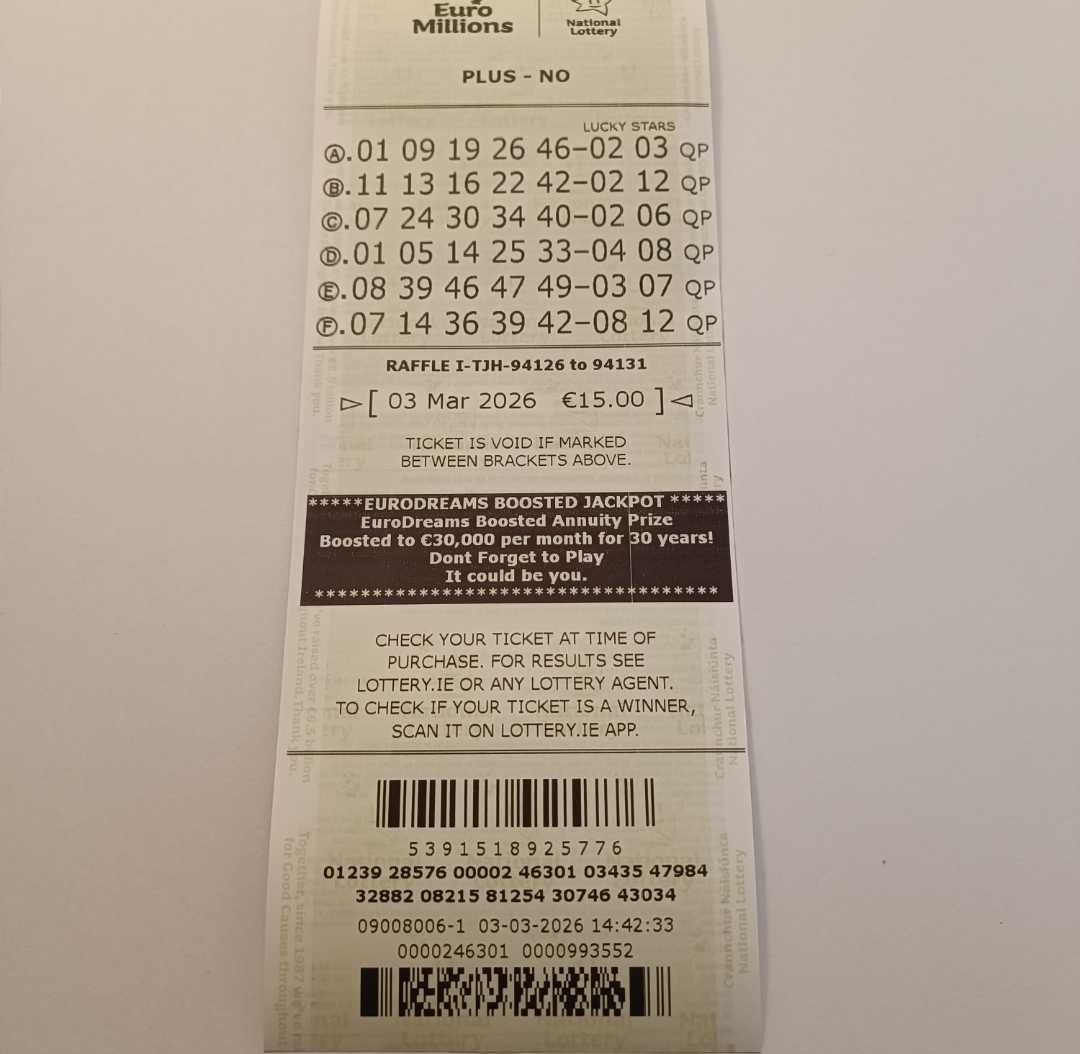 Euro
Millions
National
Lottery
PLUS - NO
LUCKY STARS
Ⓐ.01 09 19 26 46-02 03 QP
Ⓑ.11 13 16 22 42-02 12 QP
Ⓒ.07 24 30 34 40-02 06 QP
Ⓓ.01 05 14 25 33-04 08 QP
Ⓔ.08 39 46 47 49-03 07 QP
Ⓕ.07 14 36 39 42-08 12 QP
RAFFLE I-TJH-94126 to 94131
[ 03 Mar 2026 €15.00 ]
TICKET IS VOID IF MARKED
BETWEEN BRACKETS ABOVE.
*****EURODREAMS BOOSTED JACKPOT *****
EuroDreams Boosted Annuity Prize
Boosted to €30,000 per month for 30 years!
Dont Forget to Play
It could be you.
***********************************
CHECK YOUR TICKET AT TIME OF
PURCHASE. FOR RESULTS SEE
LOTTERY.IE OR ANY LOTTERY AGENT.
TO CHECK IF YOUR TICKET IS A WINNER,
SCAN IT ON LOTTERY.IE APP.
5391518925776
01239 28576 00002 46301 03435 47984
32882 08215 81254 30746 43034
09008006-1 03-03-2026 14:42:33
0000246301 0000993552
Crannchur Náisiúnta
National Lottery